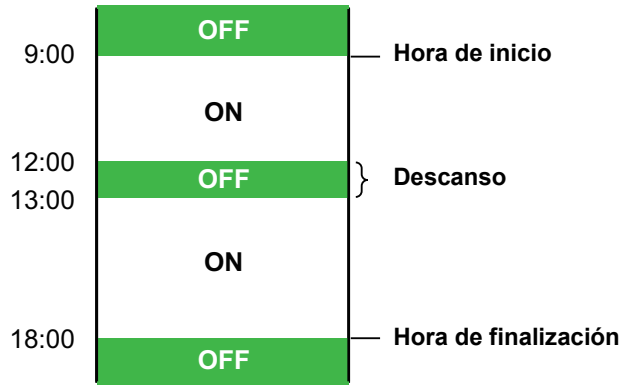 OFF
9:00 Hora de inicio
ON
12:00
OFF Descanso
13:00
ON
18:00 Hora de finalización
OFF